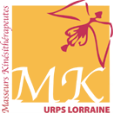 Masseurs Kinésithérapeutes
MK
URPS LORRAINE